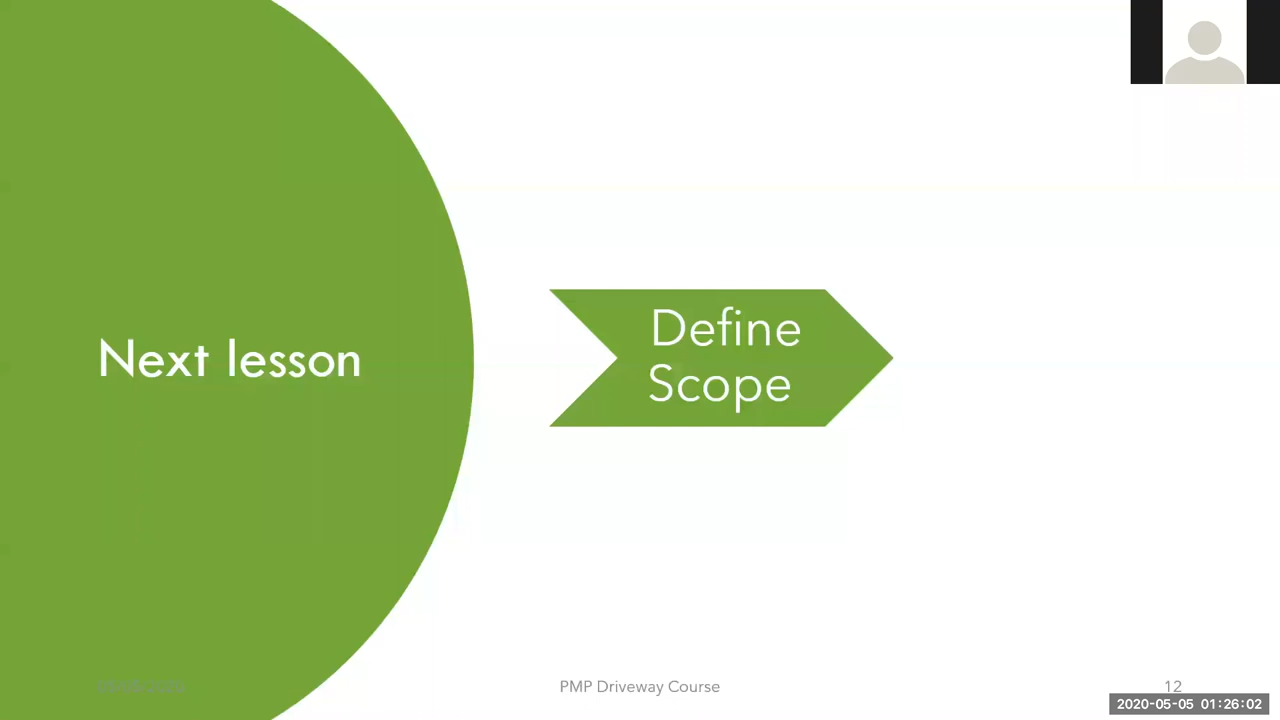 Next lesson
Define
Scope
PMP Driveway Course
12
2020-05-05 01:26:02